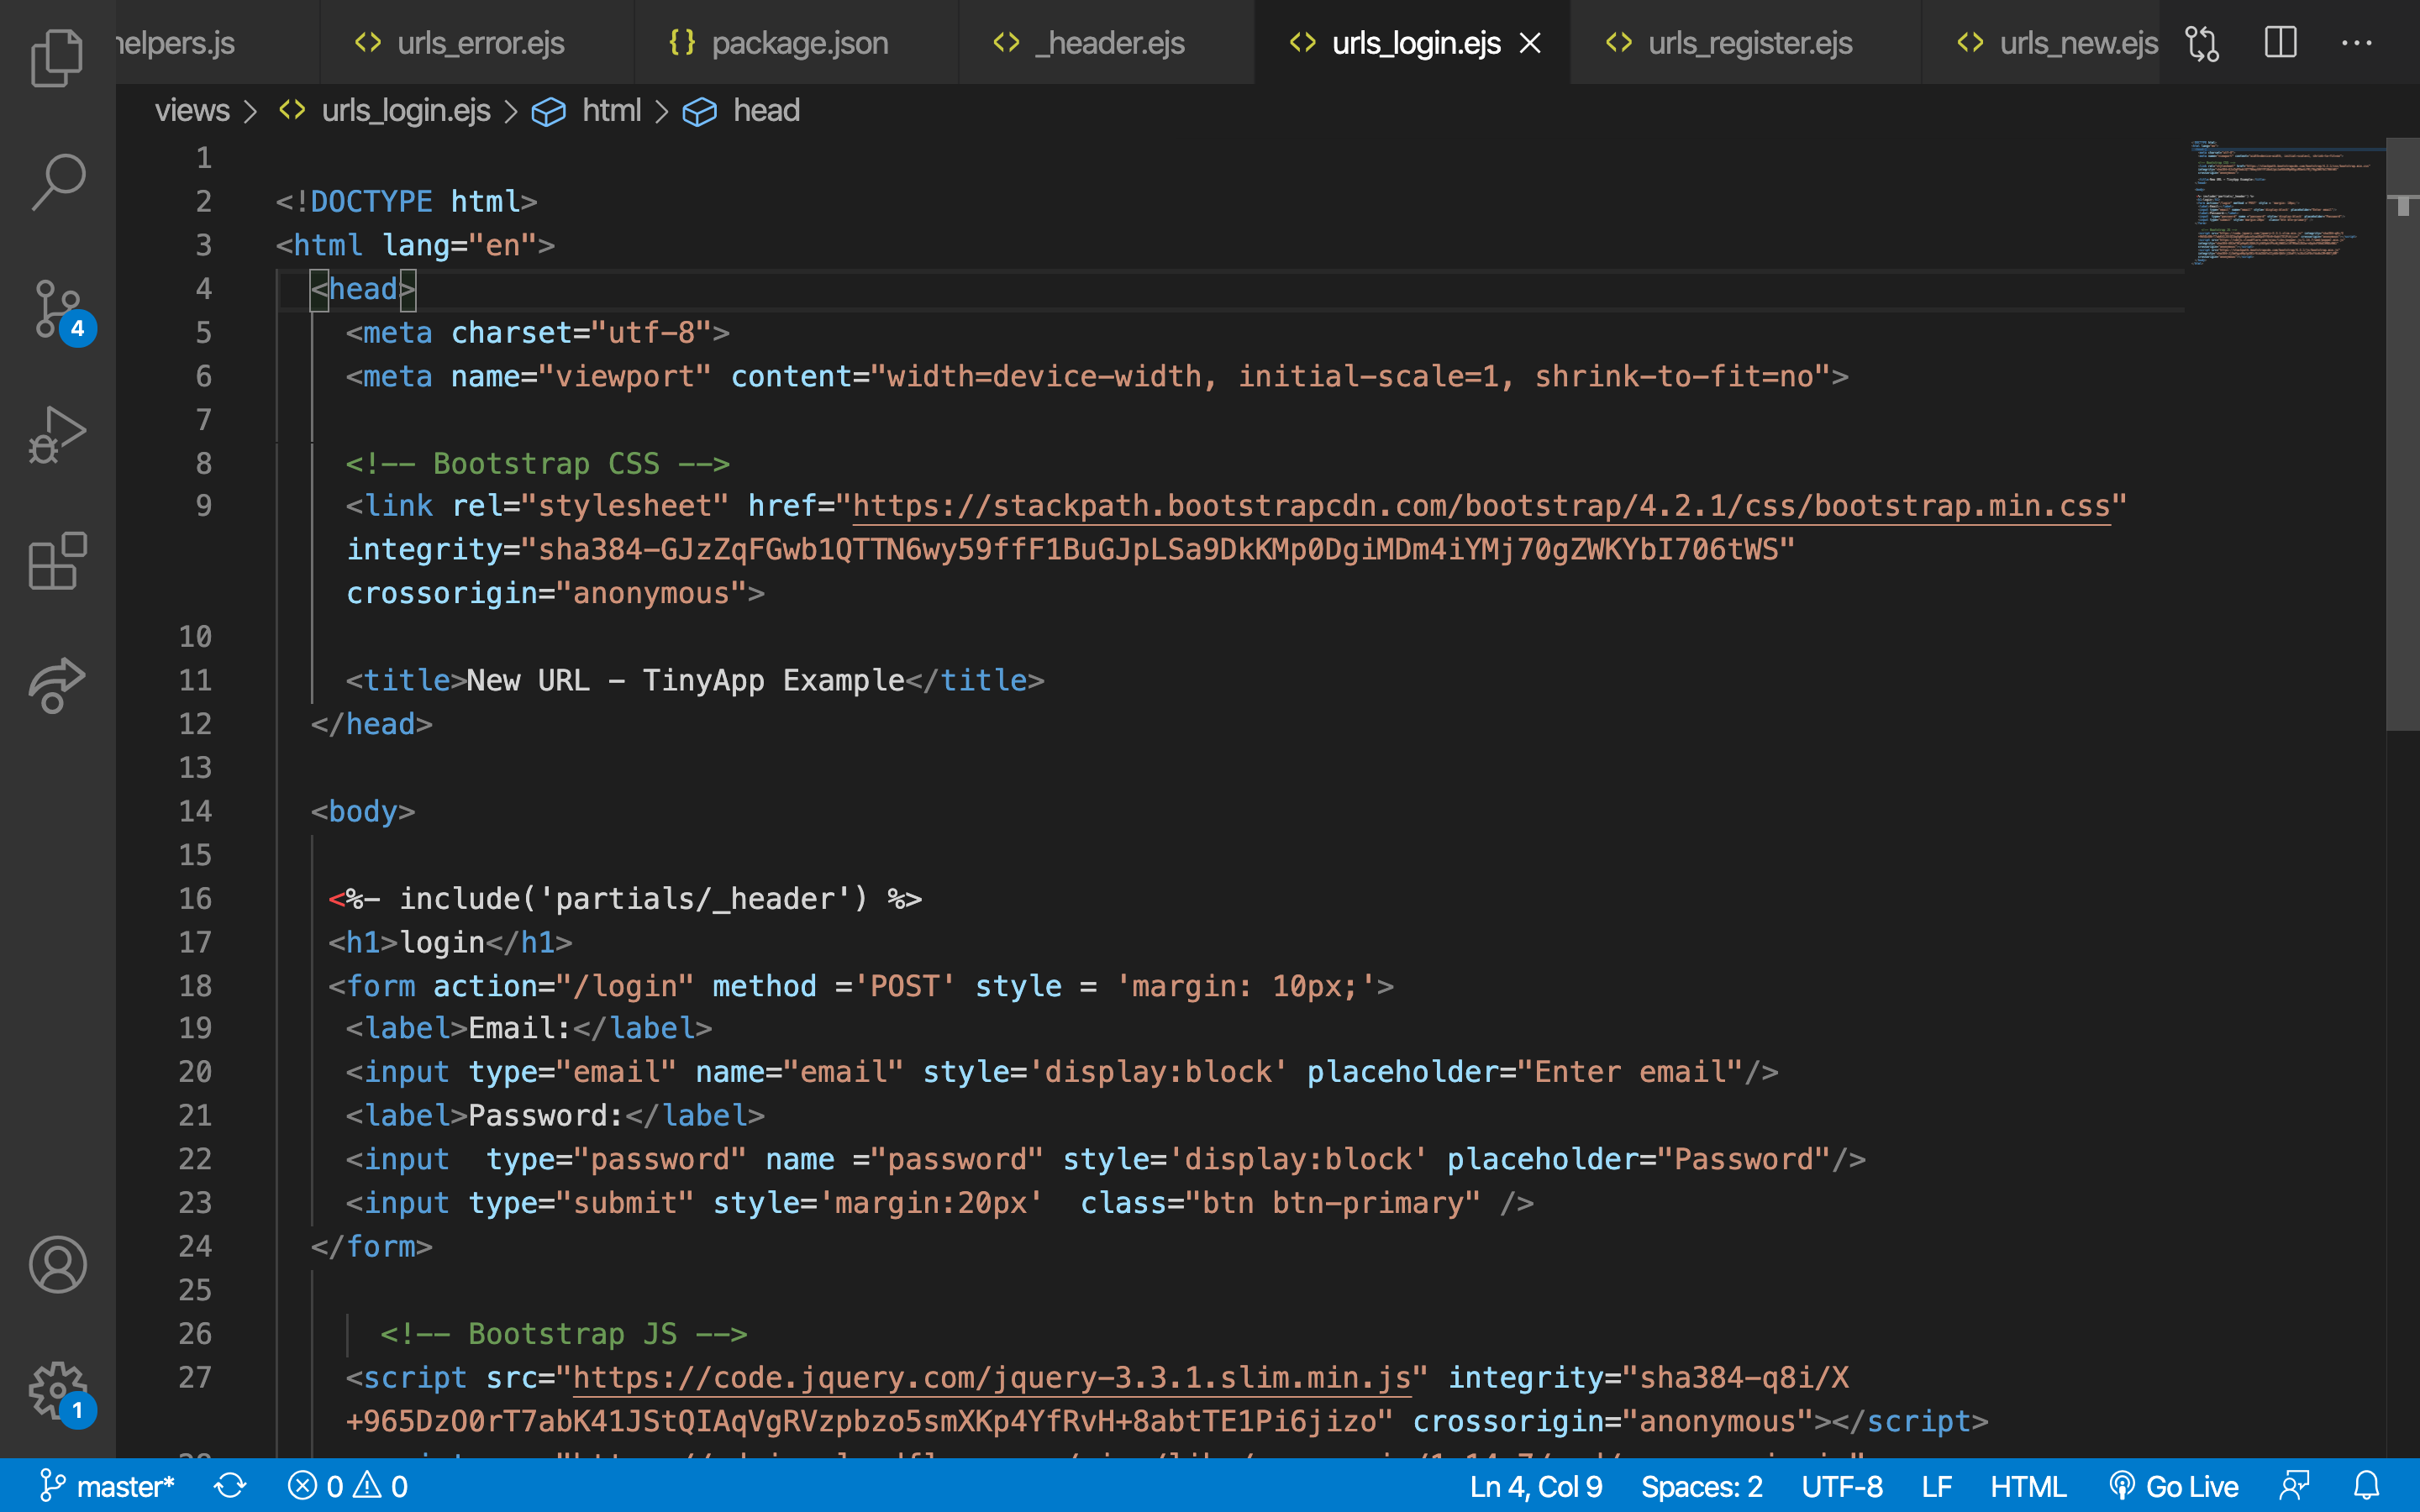 helpers.js urls_error.ejs package.json _header.ejs urls_login.ejs urls_register.ejs urls_new.ejs
views > urls_login.ejs > html > head
1
2 <!DOCTYPE html>
3 <html lang="en">
4 <head>
5 <meta charset="utf-8">
6 <meta name="viewport" content="width=device-width, initial-scale=1, shrink-to-fit=no">
7
8 <!-- Bootstrap CSS -->
9 <link rel="stylesheet" href="https://stackpath.bootstrapcdn.com/bootstrap/4.2.1/css/bootstrap.min.css"
integrity="sha384-GJzZqFGwb1QTTN6wy59ffF1BuGJpLSa9DkKMp0DgiMDm4iYMj70gZWKYbI706tWS"
crossorigin="anonymous">
10
11 <title>New URL - TinyApp Example</title>
12 </head>
13
14 <body>
15
16 <%- include('partials/_header') %>
17 <h1>login</h1>
18 <form action="/login" method ='POST' style = 'margin: 10px;'>
19 <label>Email:</label>
20 <input type="email" name="email" style='display:block' placeholder="Enter email"/>
21 <label>Password:</label>
22 <input  type="password" name ="password" style='display:block' placeholder="Password"/>
23 <input type="submit" style='margin:20px'  class="btn btn-primary" />
24 </form>
25
26 <!-- Bootstrap JS -->
27 <script src="https://code.jquery.com/jquery-3.3.1.slim.min.js" integrity="sha384-q8i/X
+965DzO0rT7abK41JStQIAqVgRVzpbzo5smXKp4YfRvH+8abtTE1Pi6jizo" crossorigin="anonymous"></script>
4
1
master* 0 0 Ln 4, Col 9 Spaces: 2 UTF-8 LF HTML Go Live